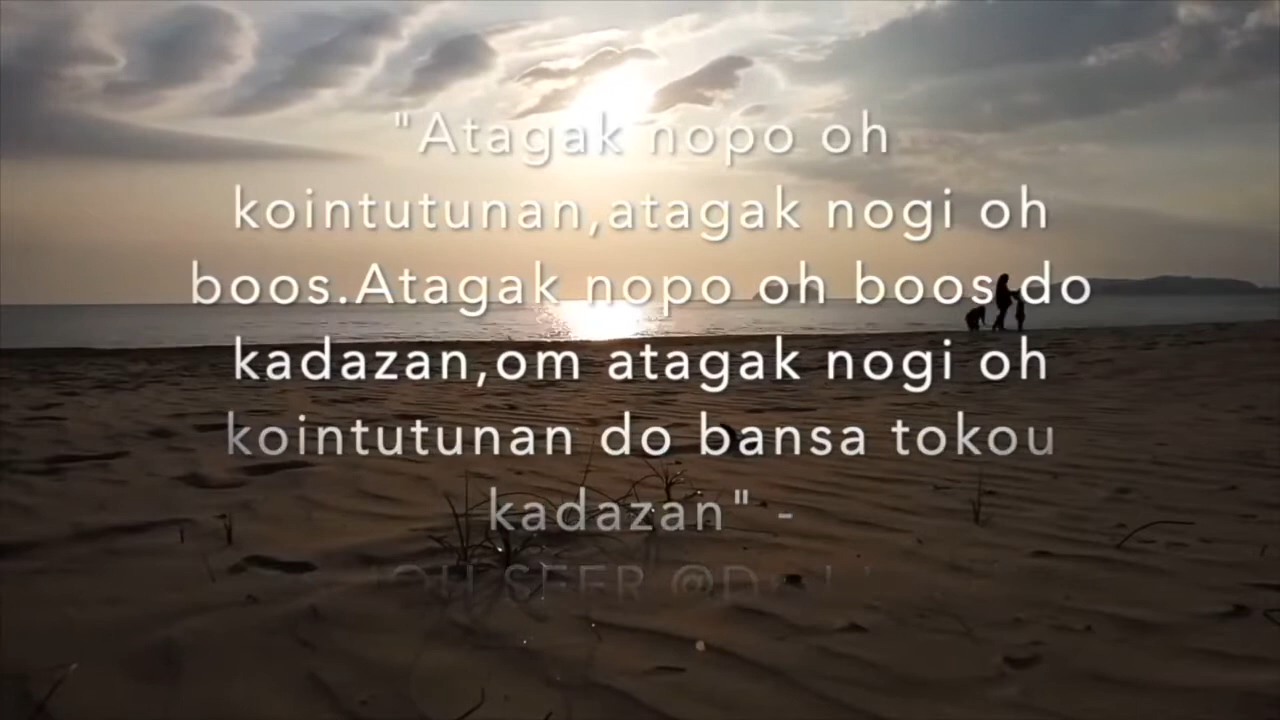 "Atagak nopo oh
kointutunan,atagak nogi oh
boos.Atagak nopo oh boos do
kadazan,om atagak nogi oh
kointutunan do bansa tokou
kadazan" -